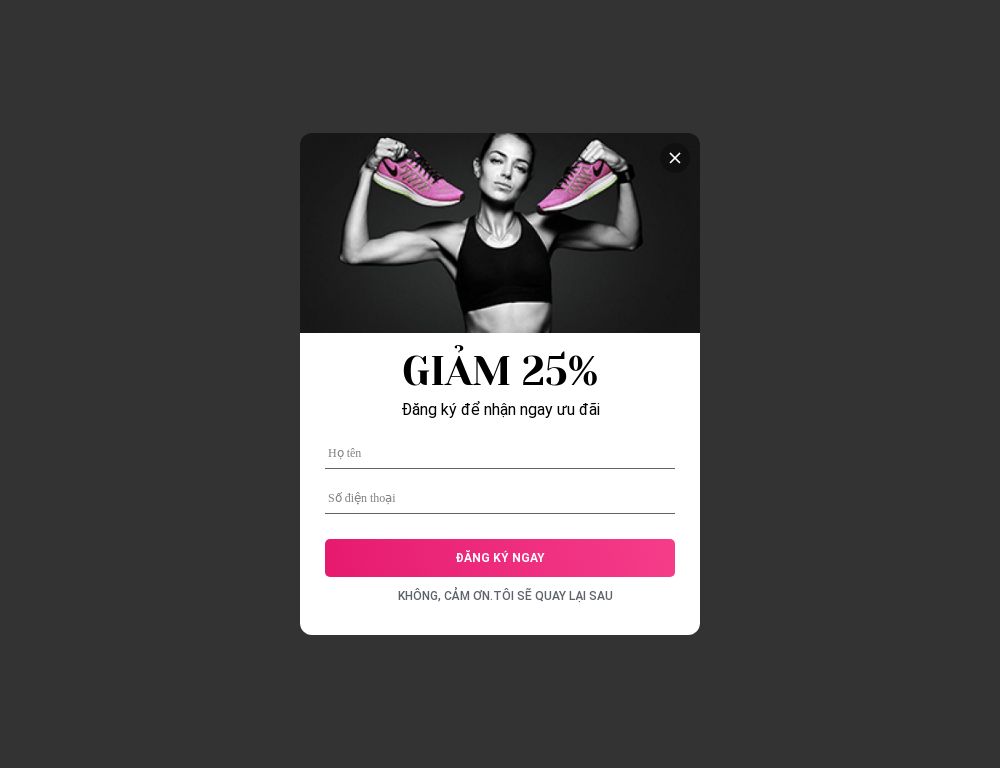 GIẢM 25%
Đăng ký để nhận ngay ưu đãi
Họ tên
Số điện thoại
ĐĂNG KÝ NGAY
KHÔNG, CẢM ƠN.TÔI SẼ QUAY LẠI SAU